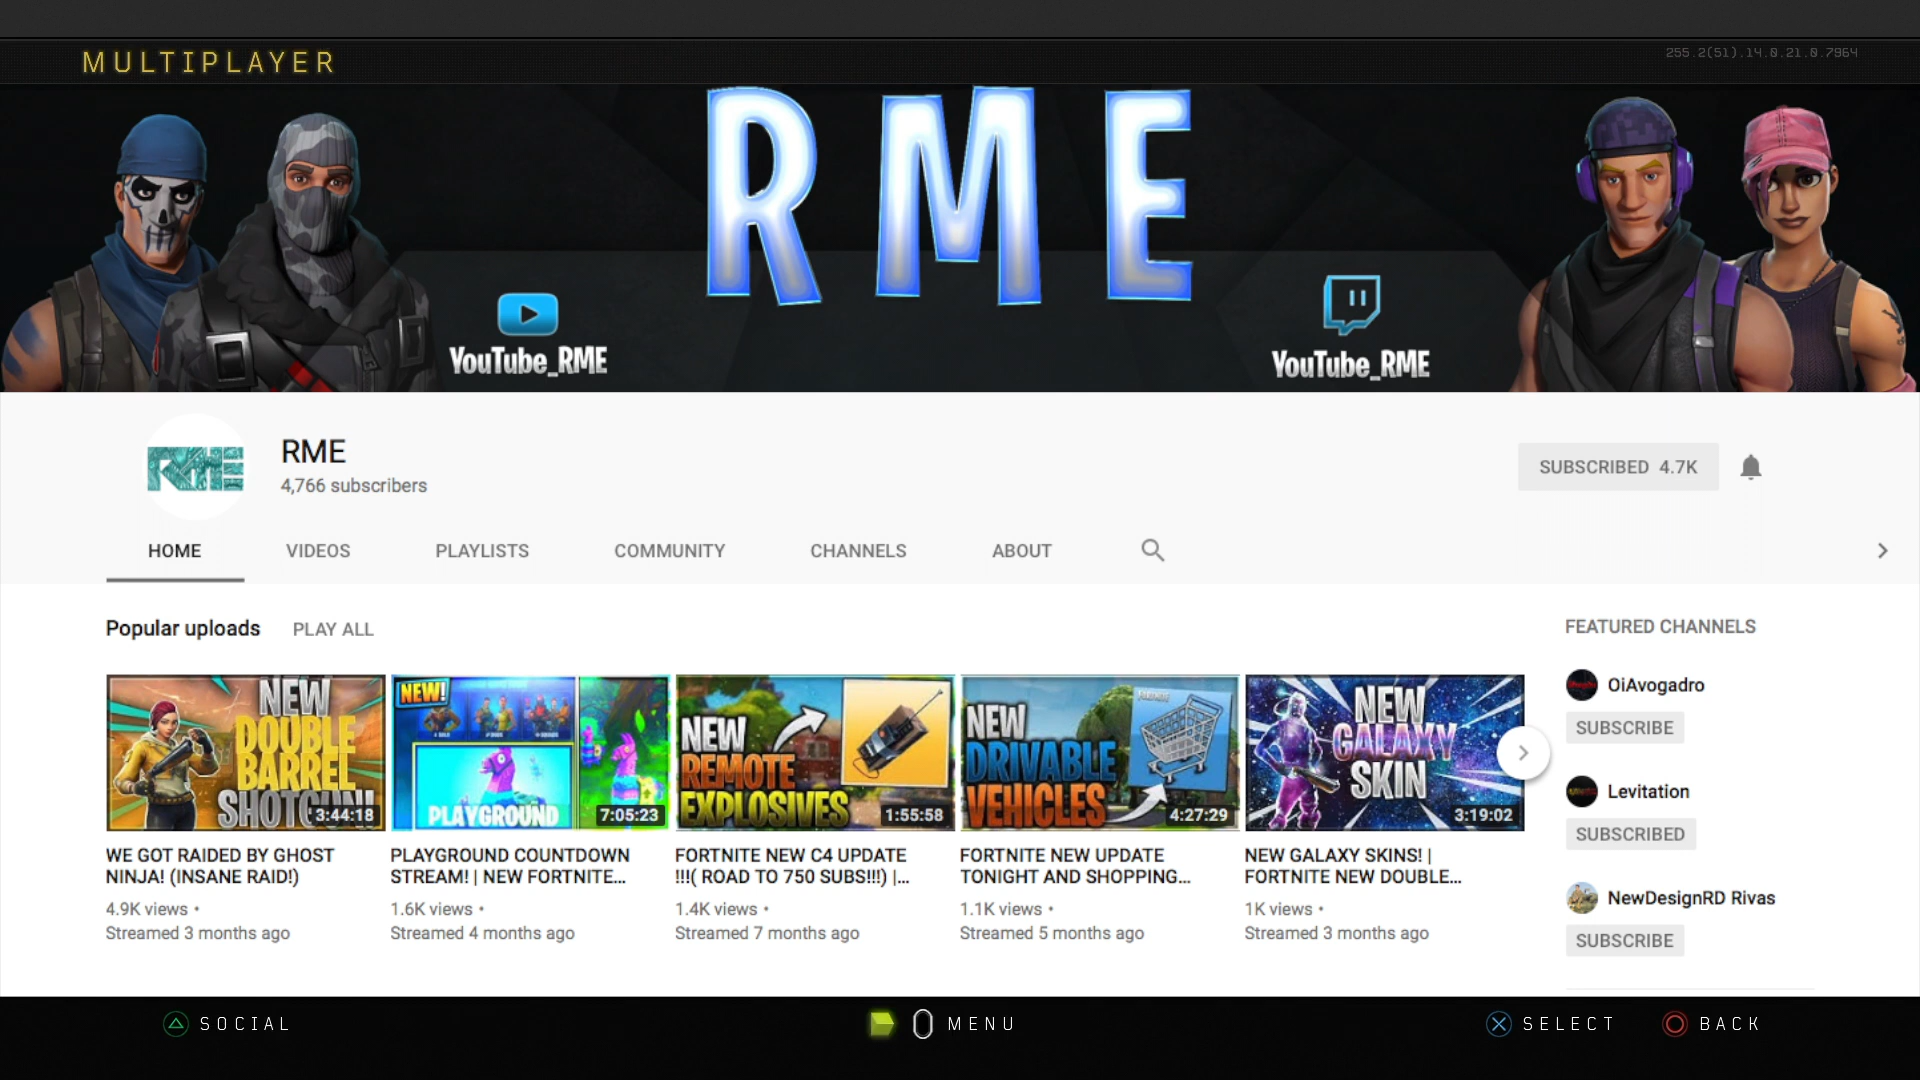 MULTIPLAYER
255.2(51).14.0.21.0.7964
RME
YouTube_RME
YouTube_RME
RME
RME
4,766 subscribers
SUBSCRIBED 4.7K
HOME
VIDEOS
PLAYLISTS
COMMUNITY
CHANNELS
ABOUT
Popular uploads
PLAY ALL
NEW
DOUBLE
BARREL
SHOTGUN!
3:44:18
WE GOT RAIDED BY GHOST
NINJA! (INSANE RAID!)
4.9K views •
Streamed 3 months ago
NEW!
PLAYGROUND
7:05:23
PLAYGROUND COUNTDOWN
STREAM! | NEW FORTNITE...
1.6K views •
Streamed 4 months ago
NEW
REMOTE
EXPLOSIVES
1:55:58
FORTNITE NEW C4 UPDATE
!!!( ROAD TO 750 SUBS!!!) |...
1.4K views •
Streamed 7 months ago
NEW
DRIVABLE
VEHICLES
4:27:29
FORTNITE NEW UPDATE
TONIGHT AND SHOPPING...
1.1K views •
Streamed 5 months ago
NEW
GALAXY
SKIN
3:19:02
NEW GALAXY SKINS! |
FORTNITE NEW DOUBLE...
1K views •
Streamed 3 months ago
FEATURED CHANNELS
OiAvogadro
SUBSCRIBE
Levitation
SUBSCRIBED
NewDesignRD Rivas
SUBSCRIBE
SOCIAL
MENU
SELECT
BACK